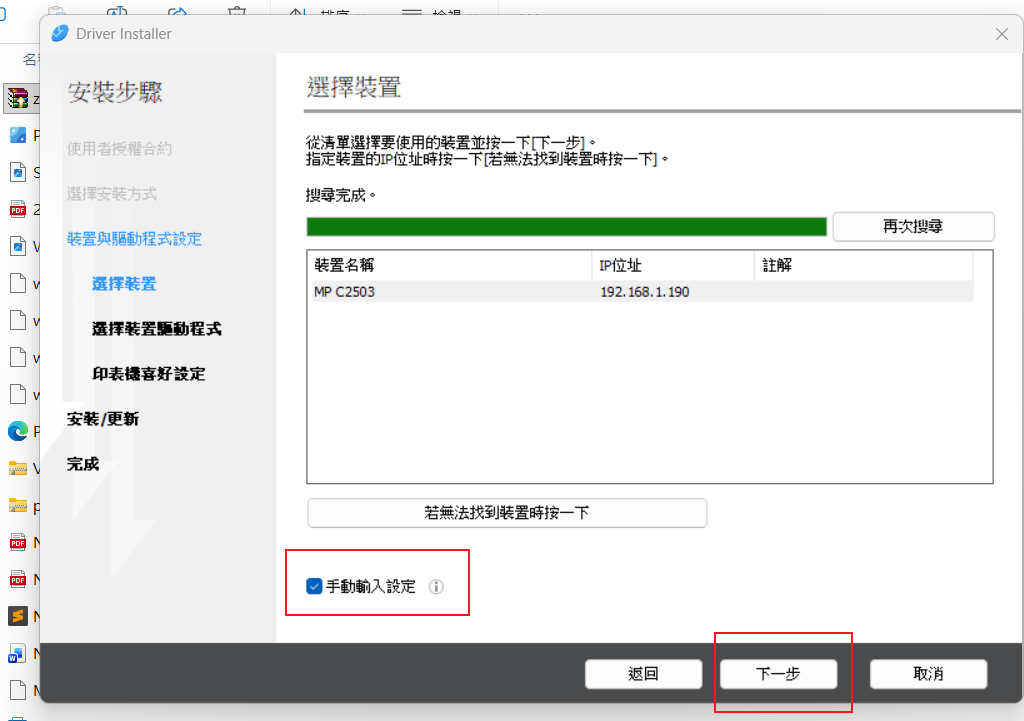 排序
檢視
Driver Installer
名
安裝步驟
使用者授權合約
選擇安裝方式
裝置與驅動程式設定
選擇裝置
選擇裝置驅動程式
印表機喜好設定
安裝/更新
完成
選擇裝置
從清單選擇要使用的裝置並按一下[下一步]。
指定裝置的IP位址時按一下[若無法找到裝置時按一下]。
搜尋完成。
再次搜尋
裝置名稱 IP位址 註解
MP C2503 192.168.1.190
若無法找到裝置時按一下
手動輸入設定
返回 下一步 取消